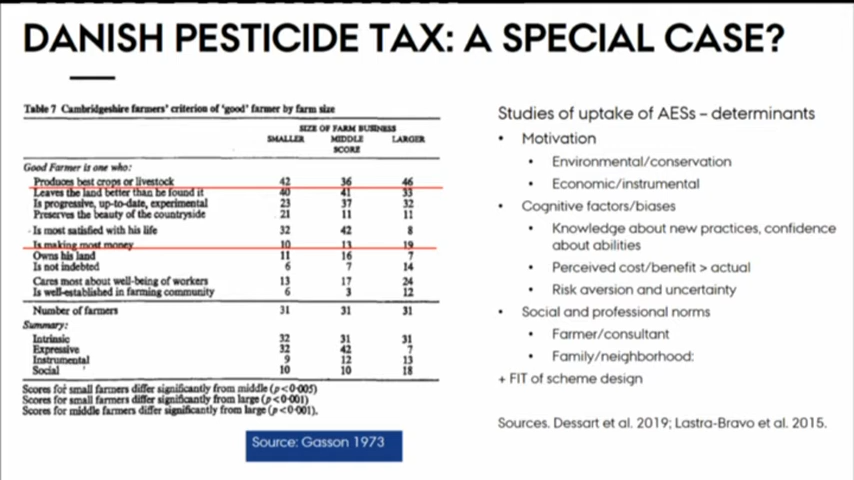 DANISH PESTICIDE TAX: A SPECIAL CASE?
Table 7 Cambridgeshire farmers' criterion of 'good' farmer by farm size
SIZE OF FARM BUSINESS
SMALLER MIDDLE LARGER
SCORE
Good Farmer is one who:
Produces best crops or livestock 42 36 46
Leaves the land better than be found it 40 41 33
Is progressive, up-to-date, experimental 23 37 32
Preserves the beauty of the countryside 21 11 11
Is most satisfied with his life 32 42 8
Is making most money 10 13 19
Owns his land 11 16 7
Is not indebted 6 7 14
Cares most about well-being of workers 13 17 24
Is well-established in farming community 6 3 12
Number of farmers 31 31 31
Summary:
Intrinsic 32 31 31
Expressive 32 42 7
Instrumental 9 12 13
Social 10 10 18
Scores for small farmers differ significantly from middle (p<0·005)
Scores for small farmers differ significantly from large (p<0·001)
Scores for middle farmers differ significantly from large (p<0·001).
Source: Gasson 1973
Studies of uptake of AESs – determinants
• Motivation
• Environmental/conservation
• Economic/instrumental
• Cognitive factors/biases
• Knowledge about new practices, confidence
about abilities
• Perceived cost/benefit > actual
• Risk aversion and uncertainty
• Social and professional norms
• Farmer/consultant
• Family/neighborhood:
+ FIT of scheme design
Sources. Dessart et al. 2019; Lastra-Bravo et al. 2015.